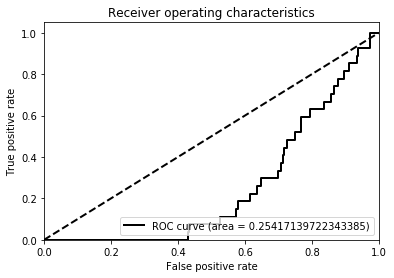 Receiver operating characteristics
True positive rate
1.0
0.8
0.6
0.4
0.2
0.0
ROC curve (area = 0.25417139722343385)
0.0 0.2 0.4 0.6 0.8 1.0
False positive rate